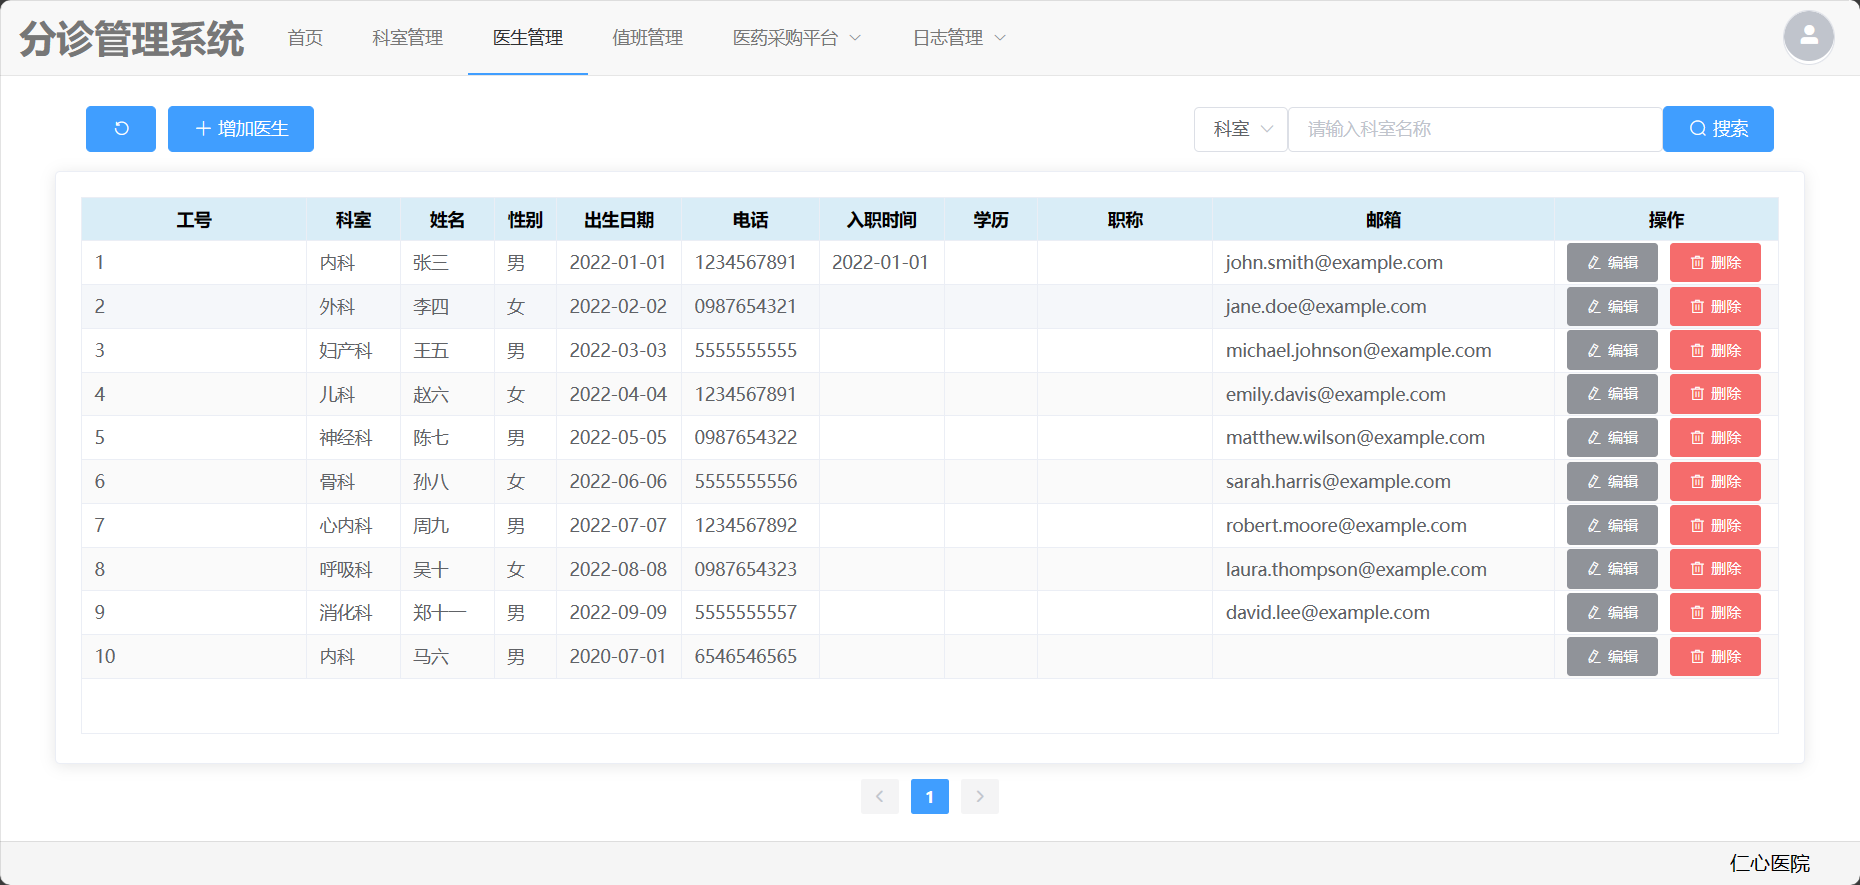 分诊管理系统 首页 科室管理 医生管理 值班管理 医药采购平台 日志管理
增加医生 科室 请输入科室名称 搜索
工号 科室 姓名 性别 出生日期 电话 入职时间 学历 职称 邮箱 操作
1 内科 张三 男 2022-01-01 1234567891 2022-01-01 john.smith@example.com 编辑 删除
2 外科 李四 女 2022-02-02 0987654321 jane.doe@example.com 编辑 删除
3 妇产科 王五 男 2022-03-03 5555555555 michael.johnson@example.com 编辑 删除
4 儿科 赵六 女 2022-04-04 1234567891 emily.davis@example.com 编辑 删除
5 神经科 陈七 男 2022-05-05 0987654322 matthew.wilson@example.com 编辑 删除
6 骨科 孙八 女 2022-06-06 5555555556 sarah.harris@example.com 编辑 删除
7 心内科 周九 男 2022-07-07 1234567892 robert.moore@example.com 编辑 删除
8 呼吸科 吴十 女 2022-08-08 0987654323 laura.thompson@example.com 编辑 删除
9 消化科 郑十一 男 2022-09-09 5555555557 david.lee@example.com 编辑 删除
10 内科 马六 男 2020-07-01 6546546565 编辑 删除
1
仁心医院